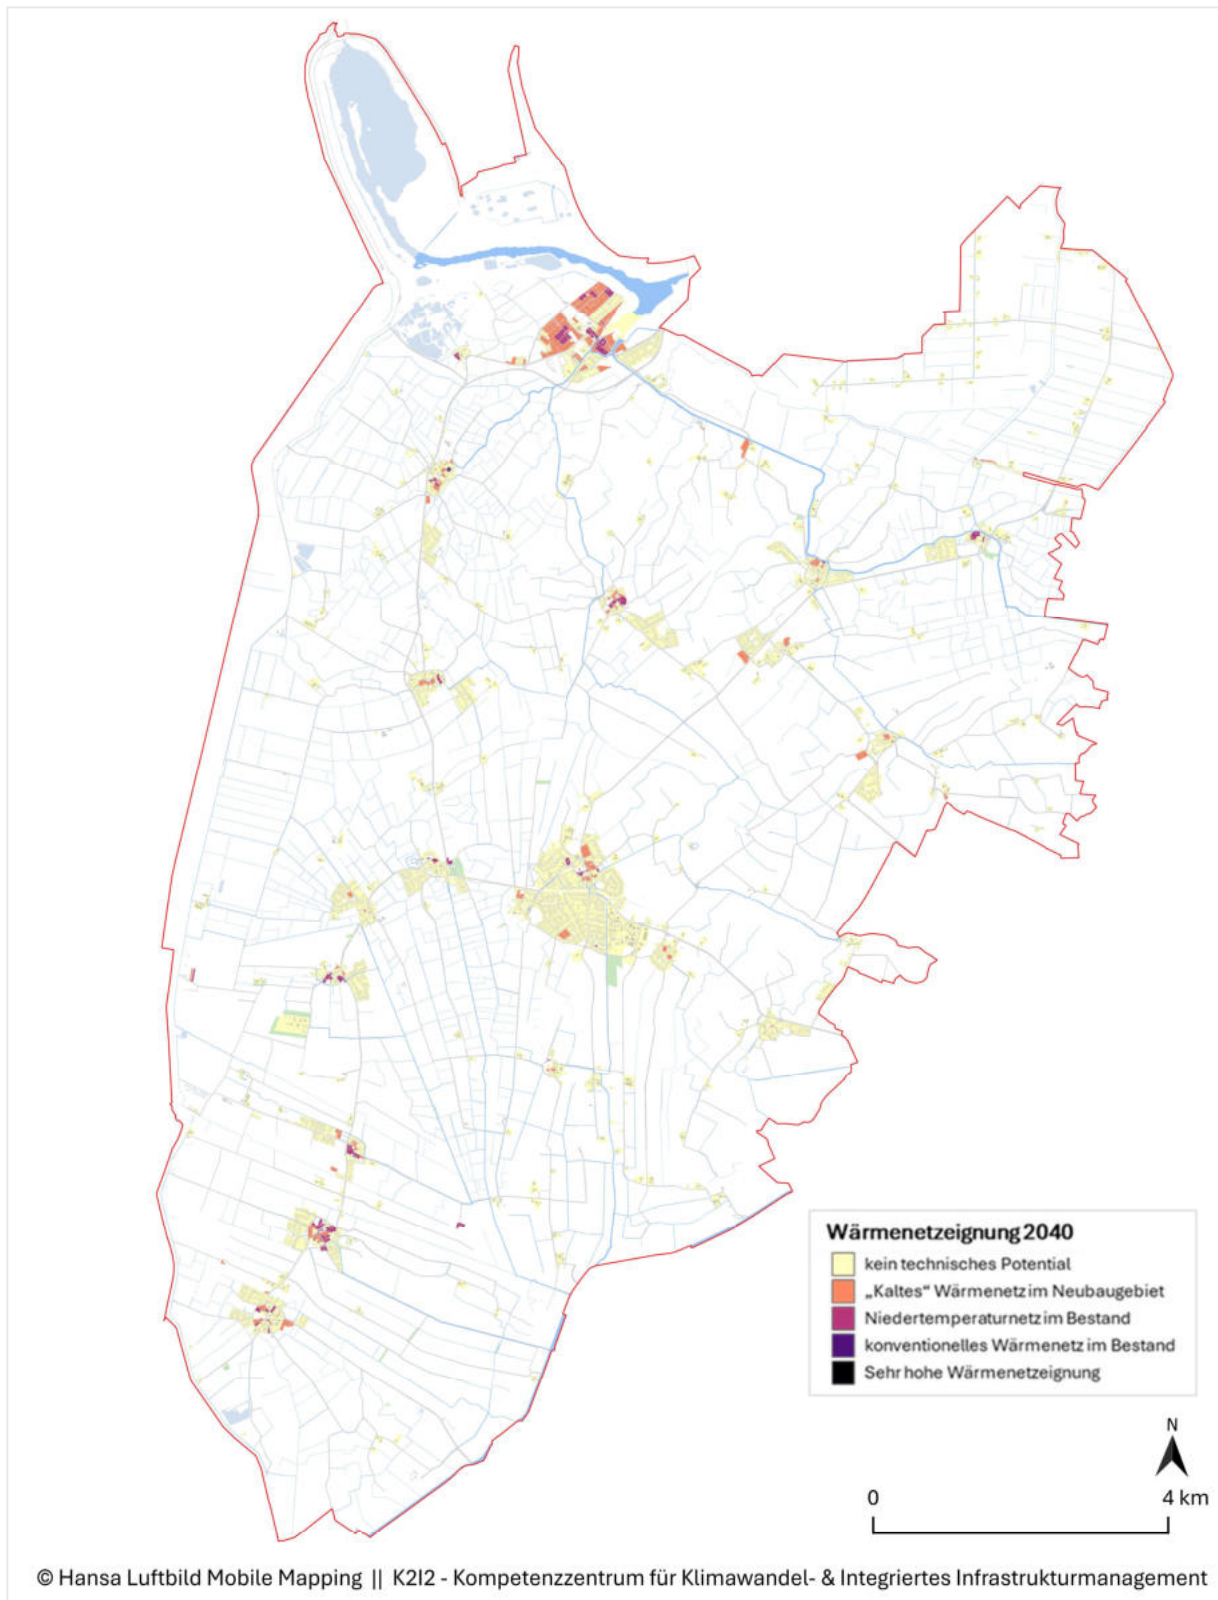 Wärmenetzeignung 2040
kein technisches Potential
„Kaltes“ Wärmenetz im Neubaugebiet
Niedertemperaturnetz im Bestand
konventionelles Wärmenetz im Bestand
Sehr hohe Wärmenetzeignung
N
0 4 km
© Hansa Luftbild Mobile Mapping || K2I2 - Kompetenzzentrum für Klimawandel- & Integriertes Infrastrukturmanagement